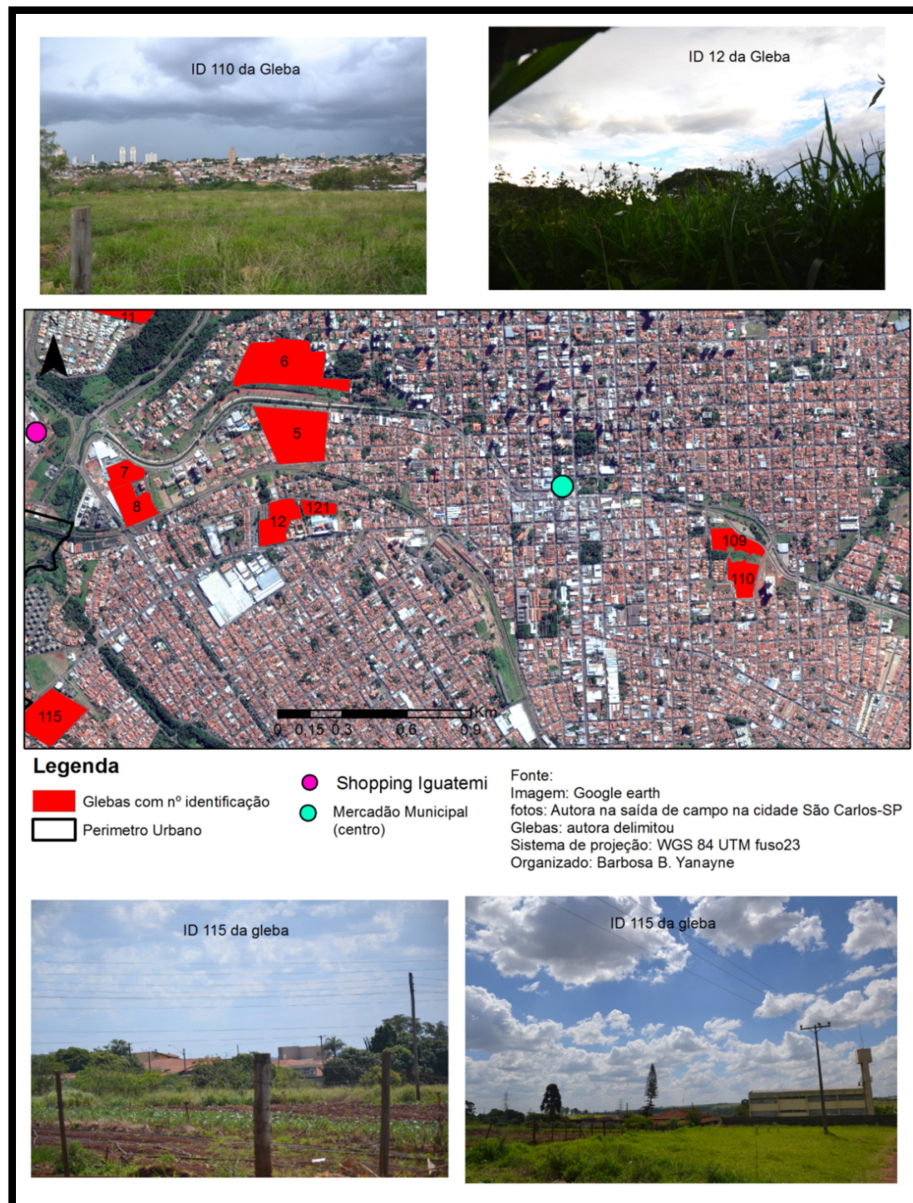 ID 110 da Gleba
ID 12 da Gleba
11
6
5
7
8
12
121
109
110
115
Km
0 0.15 0.3 0.6 0.9
Legenda
Glebas com nº identificação
Perimetro Urbano
Shopping Iguatemi
Mercadão Municipal
(centro)
Fonte:
Imagem: Google earth
fotos: Autora na saída de campo na cidade São Carlos-SP
Glebas: autora delimitou
Sistema de projeção: WGS 84 UTM fuso23
Organizado: Barbosa B. Yanayne
ID 115 da gleba
ID 115 da gleba